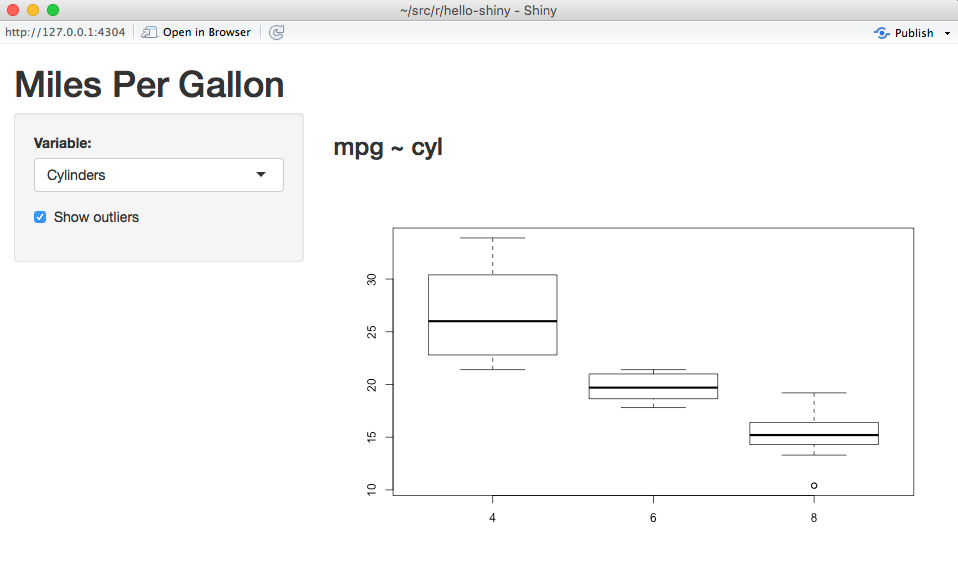 ~/src/r/hello-shiny - Shiny
http://127.0.0.1:4304 Open in Browser Publish
Miles Per Gallon
Variable:
Cylinders
Show outliers
mpg ~ cyl
30
25
20
15
10
4 6 8